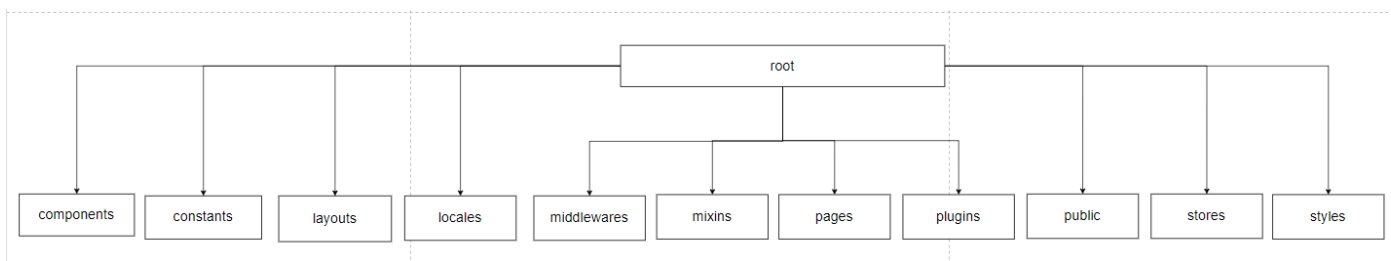 root
components
constants
layouts
locales
middlewares
mixins
pages
plugins
public
stores
styles